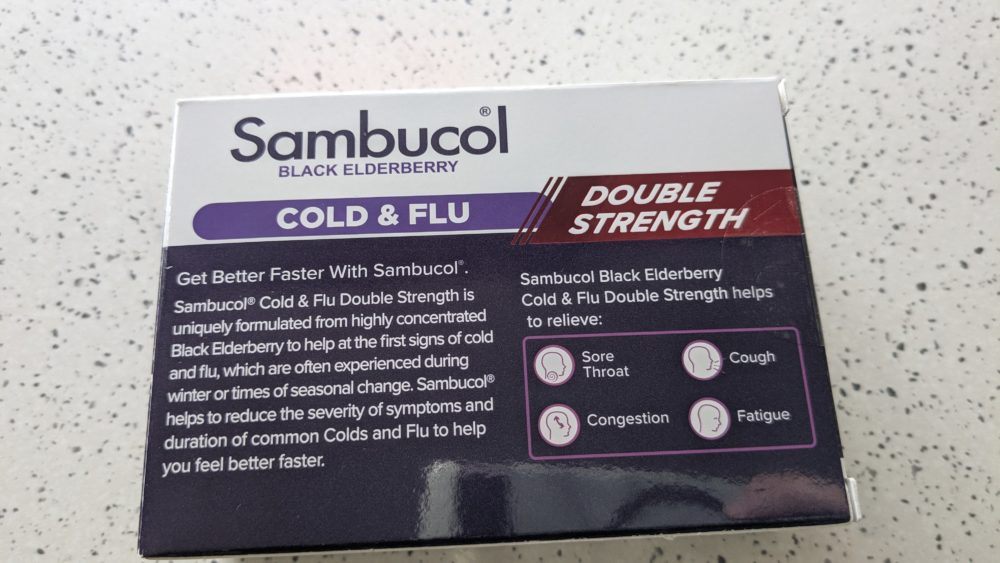 Sambucol®
BLACK ELDERBERRY
COLD & FLU
DOUBLE
STRENGTH
Get Better Faster With Sambucol®.
Sambucol® Cold & Flu Double Strength is
uniquely formulated from highly concentrated
Black Elderberry to help at the first signs of cold
and flu, which are often experienced during
winter or times of seasonal change. Sambucol®
helps to reduce the severity of symptoms and
duration of common Colds and Flu to help
you feel better faster.
Sambucol Black Elderberry
Cold & Flu Double Strength helps
to relieve:
Sore
Throat
Cough
Congestion
Fatigue